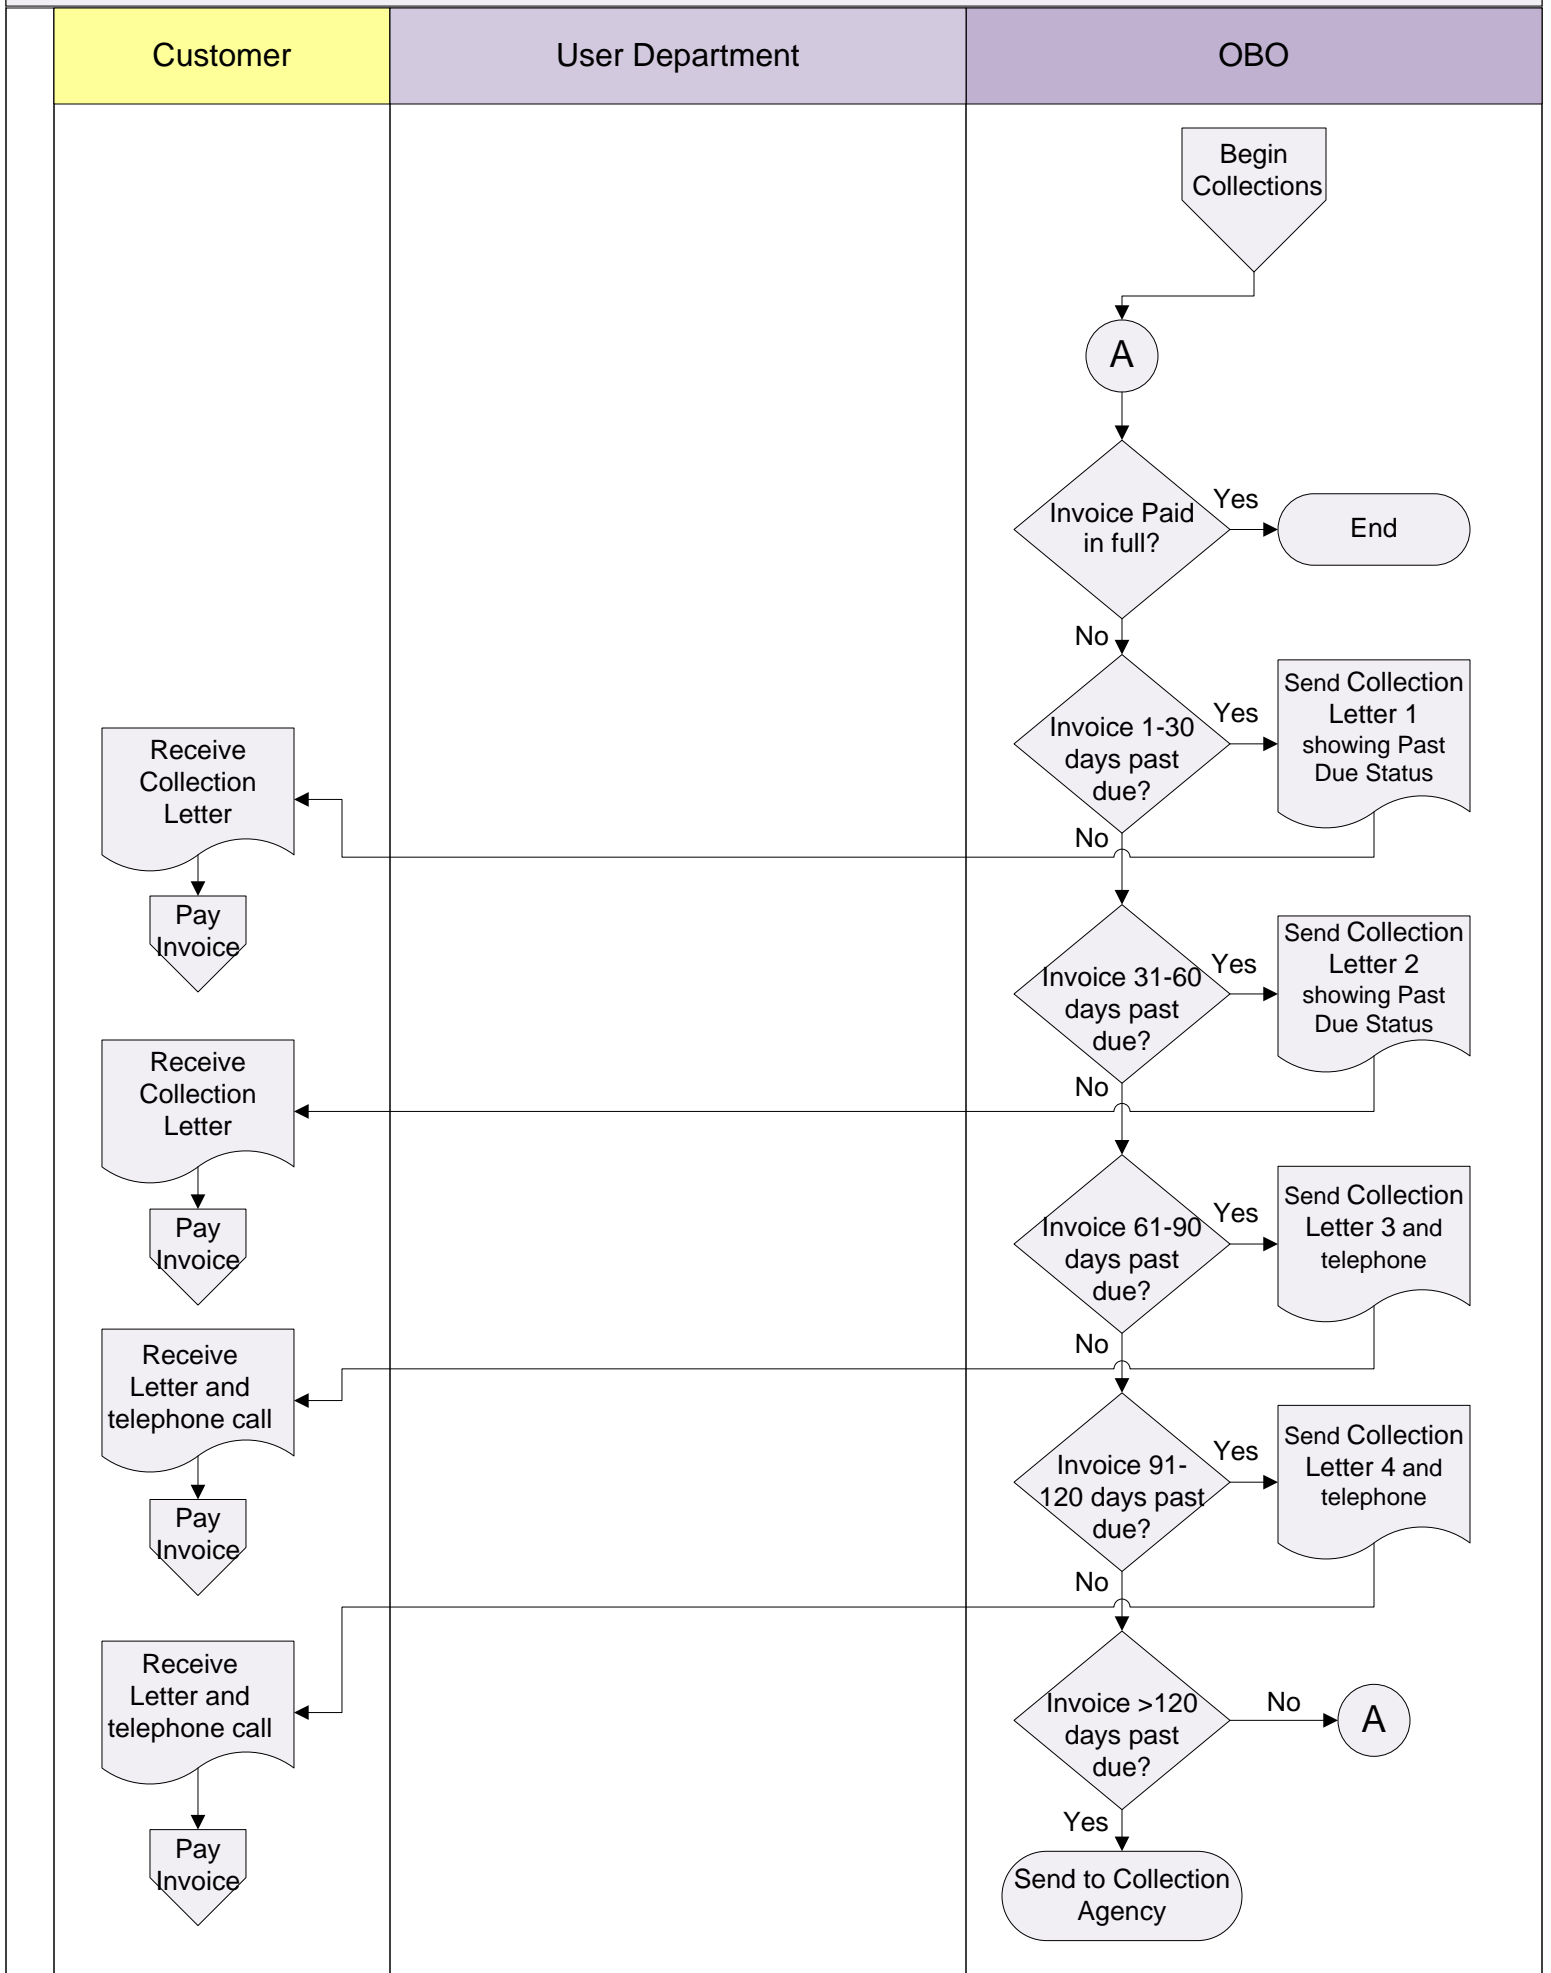 Customer
User Department
OBO
Begin
Collections
A
Invoice Paid
in full?
Yes
End
No
Invoice 1-30
days past
due?
Yes
Send Collection
Letter 1
showing Past
Due Status
Receive
Collection
Letter
No
Pay
Invoice
Invoice 31-60
days past
due?
Yes
Send Collection
Letter 2
showing Past
Due Status
Receive
Collection
Letter
No
Pay
Invoice
Invoice 61-90
days past
due?
Yes
Send Collection
Letter 3 and
telephone
Receive
Letter and
telephone call
No
Pay
Invoice
Invoice 91-
120 days past
due?
Yes
Send Collection
Letter 4 and
telephone
No
Receive
Letter and
telephone call
Invoice >120
days past
due?
No
A
Yes
Pay
Invoice
Send to Collection
Agency